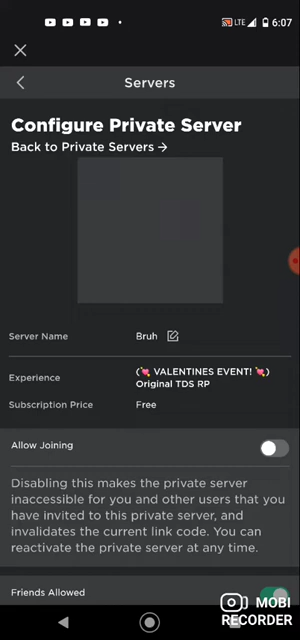 LTE 6:07
Servers
Configure Private Server
Back to Private Servers →
Server Name Bruh
Experience (💘 VALENTINES EVENT! 💘)
Original TDS RP
Subscription Price Free
Allow Joining
Disabling this makes the private server
inaccessible for you and other users that you
have invited to this private server, and
invalidates the current link code. You can
reactivate the private server at any time.
Friends Allowed
MOBI
RECORDER